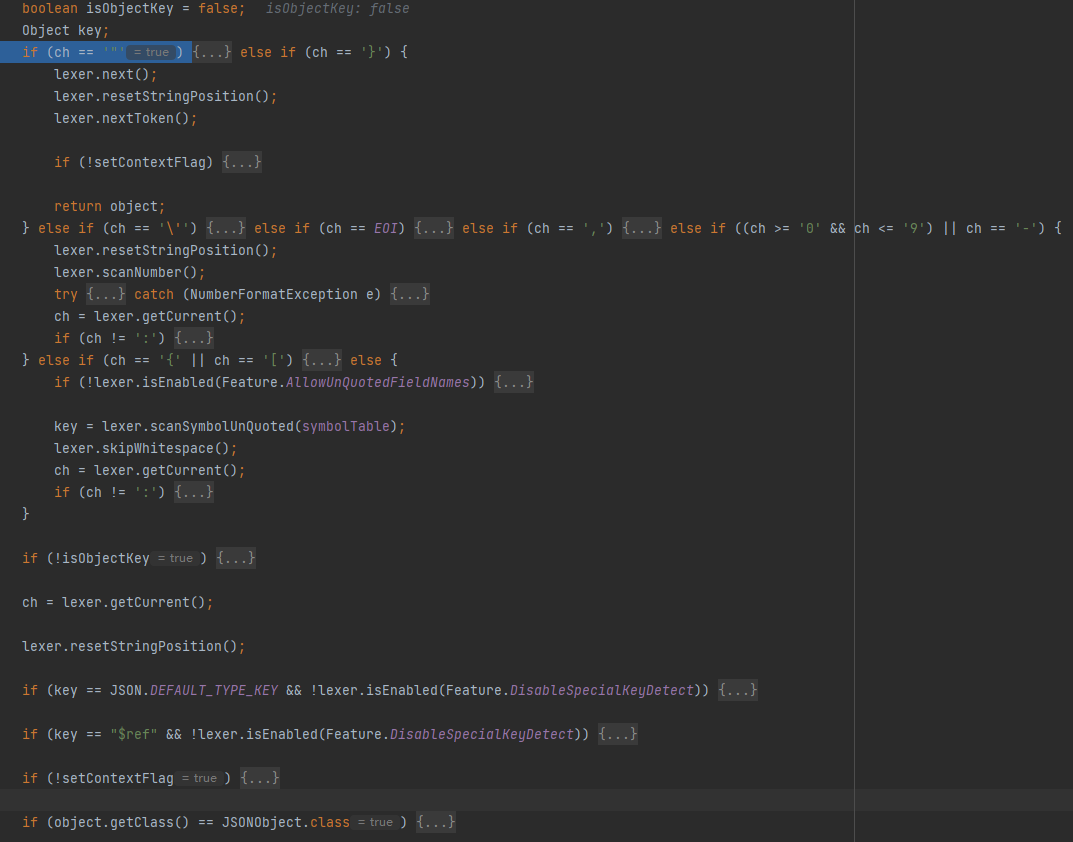 boolean isObjectKey = false;   isObjectKey: false
Object key;
if (ch == '"' = true ) {...} else if (ch == '}') {
    lexer.next();
    lexer.resetStringPosition();
    lexer.nextToken();
    if (!setContextFlag) {...}
    return object;
} else if (ch == '\'') {...} else if (ch == EOI) {...} else if (ch == ',') {...} else if ((ch >= '0' && ch <= '9') || ch == '-') {
    lexer.resetStringPosition();
    lexer.scanNumber();
    try {...} catch (NumberFormatException e) {...}
    ch = lexer.getCurrent();
    if (ch != ':') {...}
} else if (ch == '{' || ch == '[') {...} else {
    if (!lexer.isEnabled(Feature.AllowUnQuotedFieldNames)) {...}
    key = lexer.scanSymbolUnQuoted(symbolTable);
    lexer.skipWhitespace();
    ch = lexer.getCurrent();
    if (ch != ':') {...}
}
if (!isObjectKey = true ) {...}
ch = lexer.getCurrent();
lexer.resetStringPosition();
if (key == JSON.DEFAULT_TYPE_KEY && !lexer.isEnabled(Feature.DisableSpecialKeyDetect)) {...}
if (key == "$ref" && !lexer.isEnabled(Feature.DisableSpecialKeyDetect)) {...}
if (!setContextFlag = true ) {...}
if (object.getClass() == JSONObject.class = true ) {...}